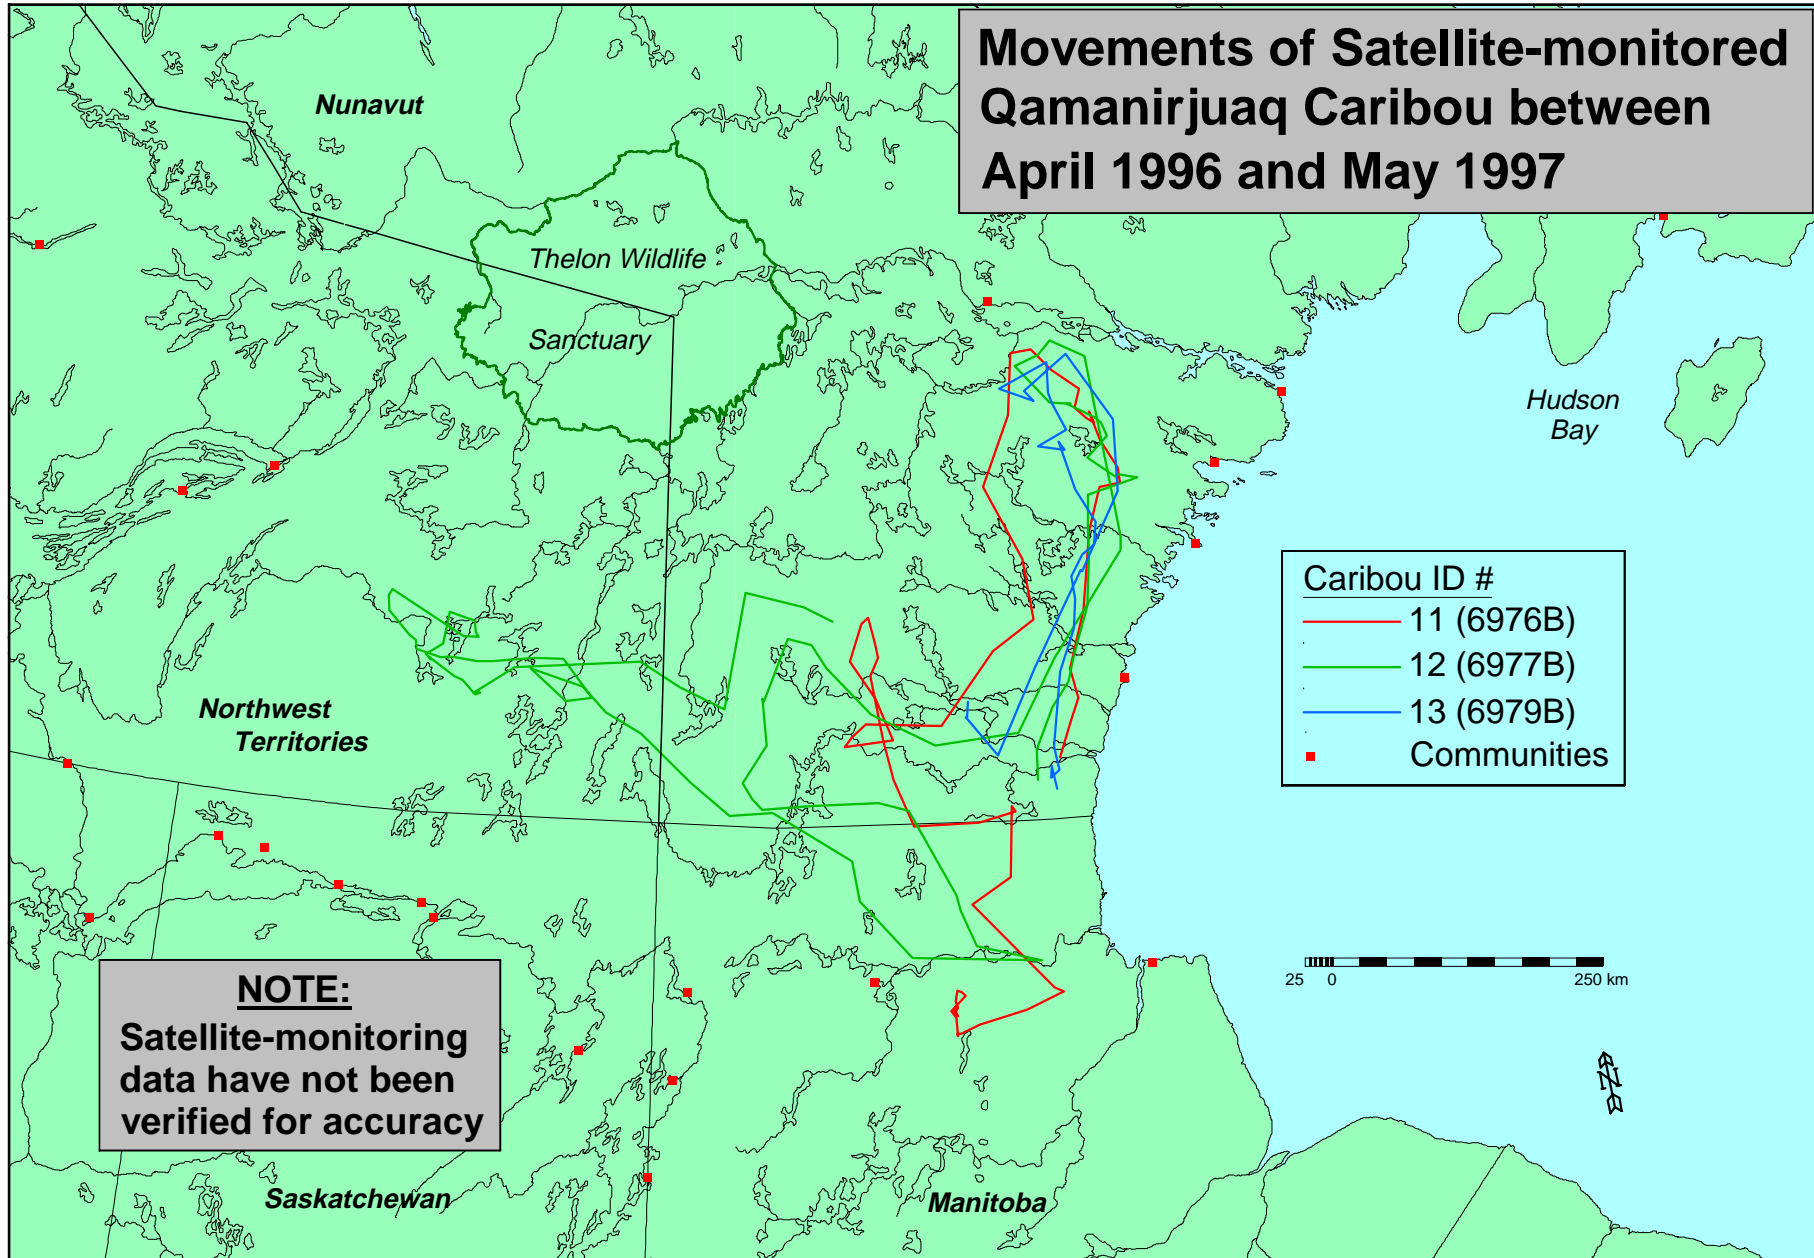 Movements of Satellite-monitored
Qamanirjuaq Caribou between
April 1996 and May 1997
Nunavut
Thelon Wildlife
Sanctuary
Hudson
Bay
Caribou ID #
11 (6976B)
12 (6977B)
13 (6979B)
Communities
Northwest
Territories
25 0 250 km
NOTE:
Satellite-monitoring
data have not been
verified for accuracy
N
Saskatchewan
Manitoba